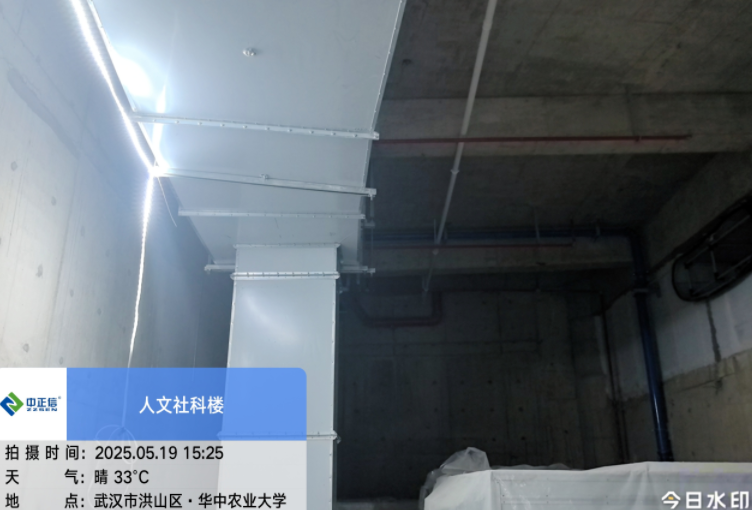 中正信®
ZZSEN
人文社科楼
拍摄时间：2025.05.19 15:25
天气：晴 33℃
地点：武汉市洪山区·华中农业大学
今日水印